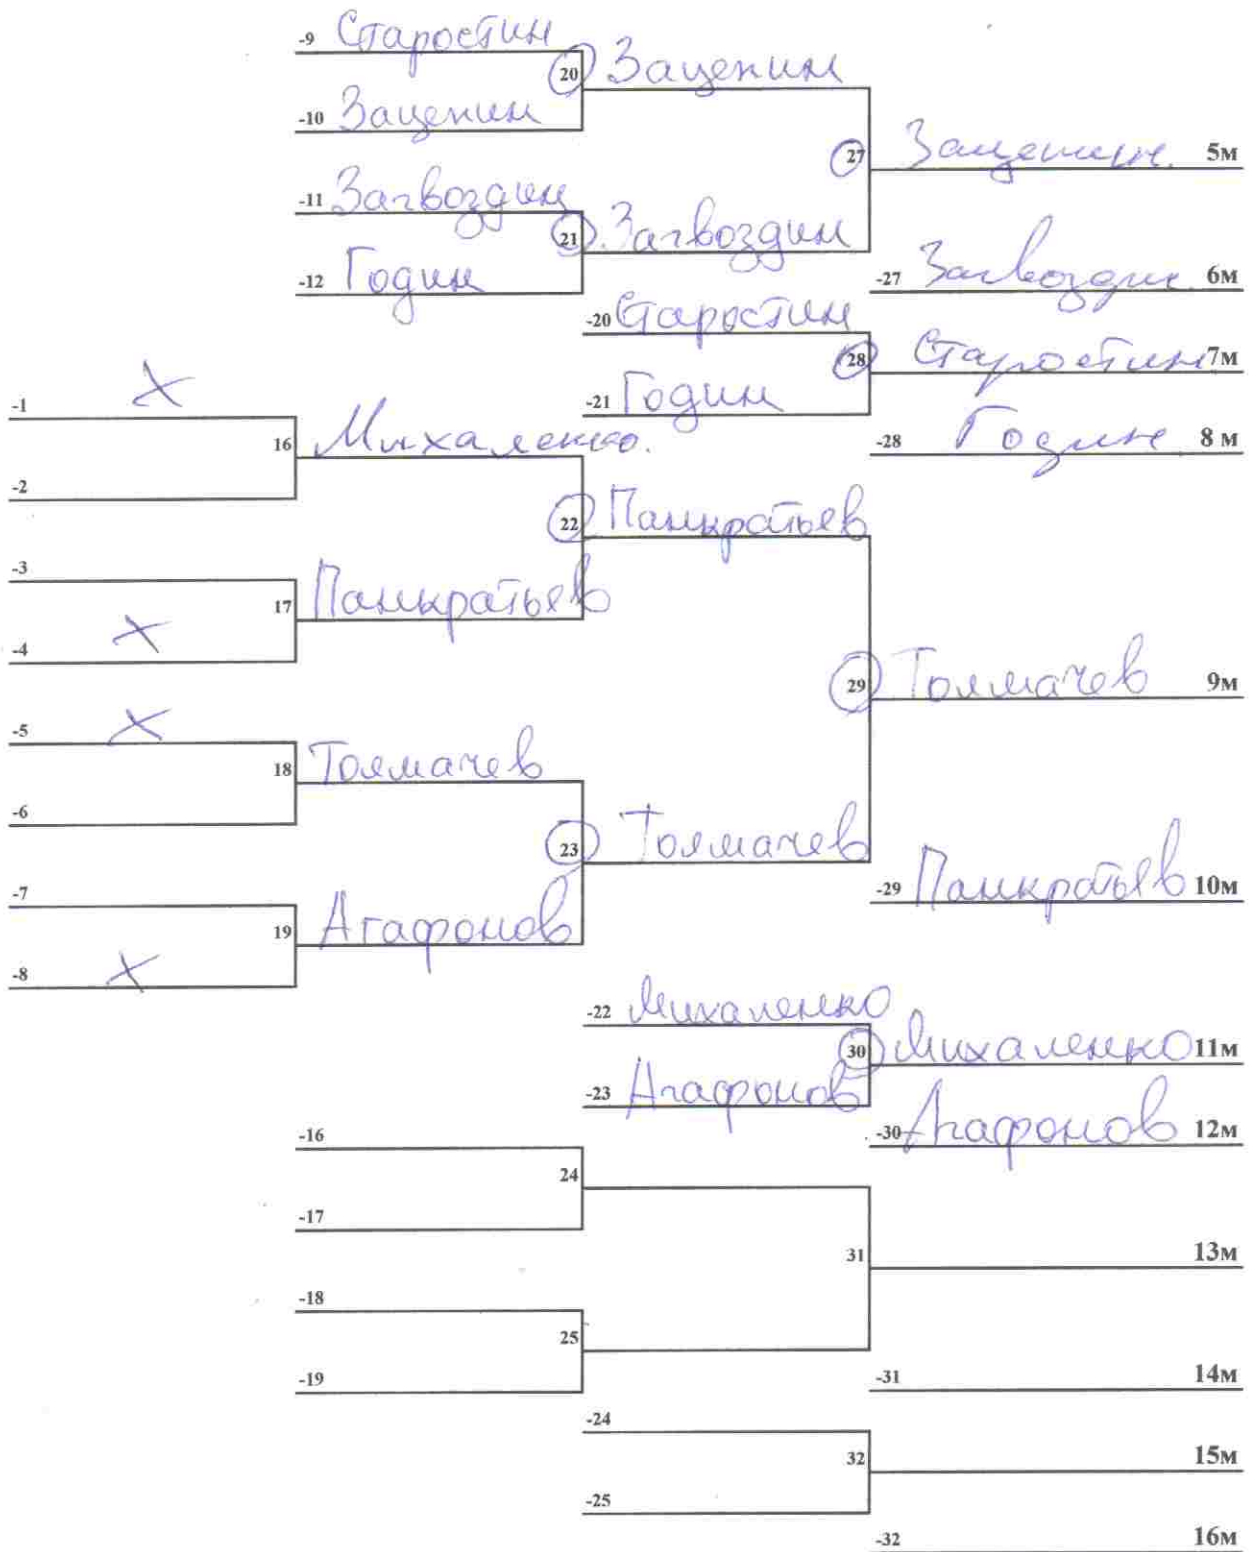 -9 Старостин
20 Зацепин
-10 Зацепин
27 Зацепин. 5м
-11 Загвоздин
21 Загвоздин
-12 Годин
-27 Загвоздин. 6м
-20 Старостин
28 Старостин 7м
-21 Годин
-28 Годин 8 м
-1 X
16 Михаленко.
-2
22 Панкратьев
-3
17 Панкратьев
-4 X
29 Толмачев 9м
-5 X
18 Толмачев
-6
23 Толмачев
-29 Панкратьев 10м
-7
19 Агафонов
-8 X
-22 Михаленко
30 Михаленко 11м
-23 Агафонов
-30 Агафонов 12м
-16
24
-17
31 13м
-18
25
-19
-31 14м
-24
32 15м
-25
-32 16м